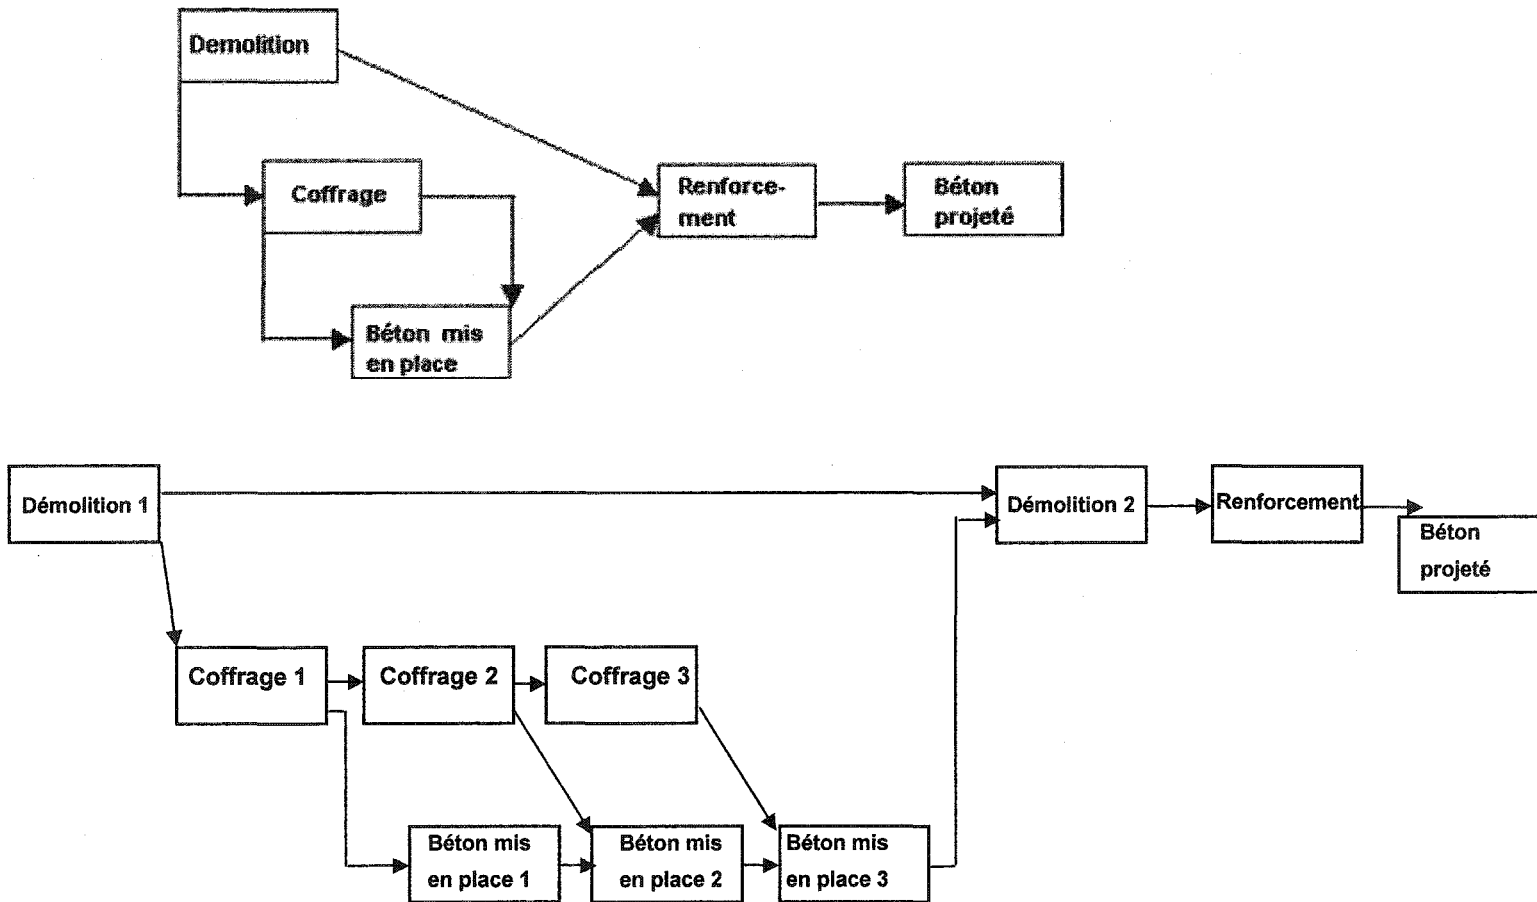 Demolition
Coffrage
Renforce-
ment
Béton
projeté
Béton mis
en place
Démolition 1
Démolition 2
Renforcement
Béton
projeté
Coffrage 1
Coffrage 2
Coffrage 3
Béton mis
en place 1
Béton mis
en place 2
Béton mis
en place 3